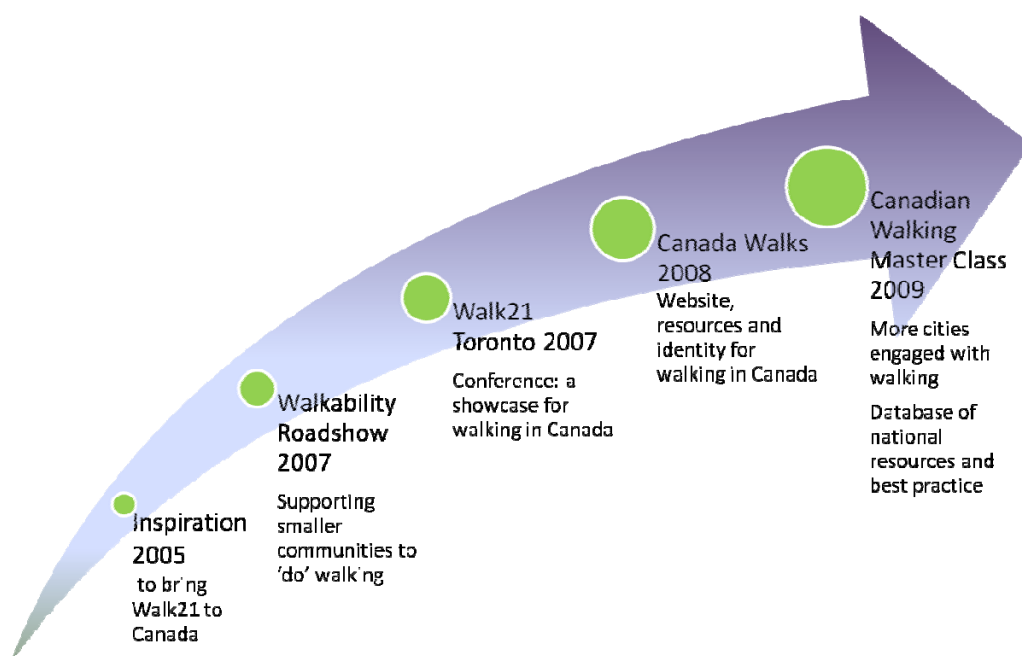 Inspiration
2005
to bring
Walk21 to
Canada
Walkability
Roadshow
2007
Supporting
smaller
communities to
'do' walking
Walk21
Toronto 2007
Conference: a
showcase for
walking in Canada
Canada Walks
2008
Website,
resources and
identity for
walking in Canada
Canadian
Walking
Master Class
2009
More cities
engaged with
walking
Database of
national
resources and
best practice